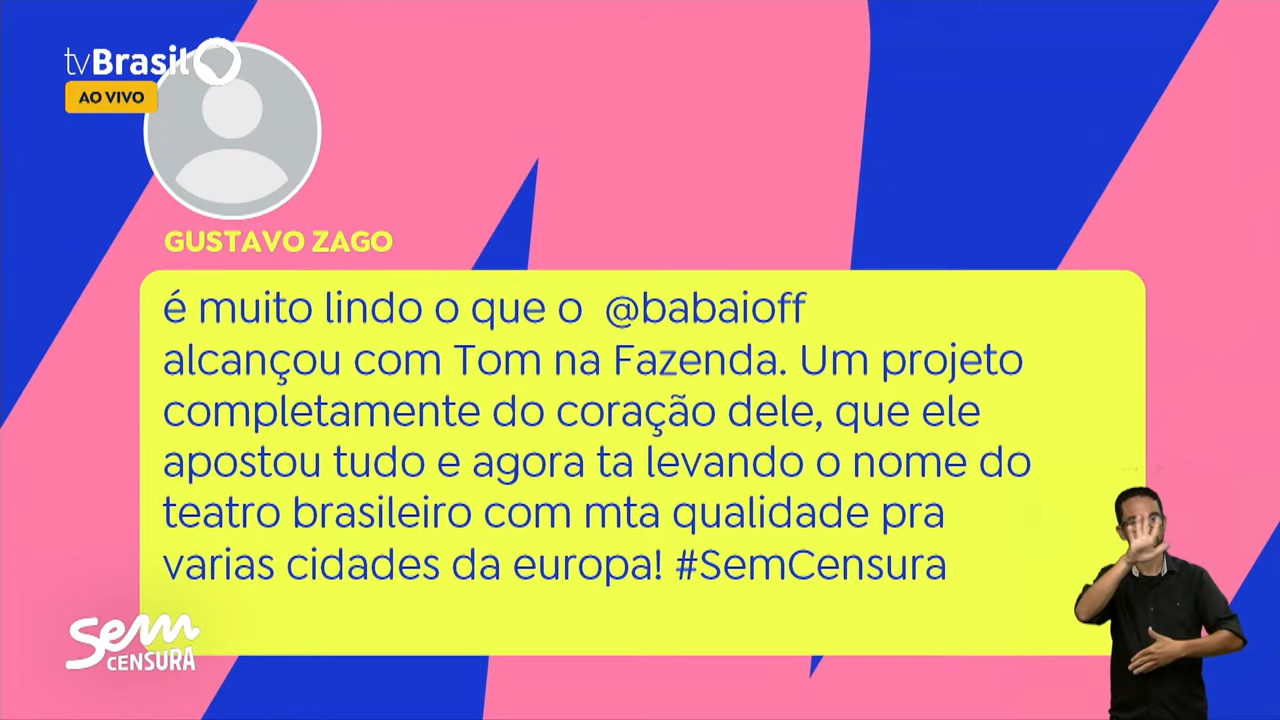 tvBrasil
AO VIVO
GUSTAVO ZAGO
é muito lindo o que o @babaioff
alcançou com Tom na Fazenda. Um projeto
completamente do coração dele, que ele
apostou tudo e agora ta levando o nome do
teatro brasileiro com mta qualidade pra
varias cidades da europa! #SemCensura
Sem
CENSURA